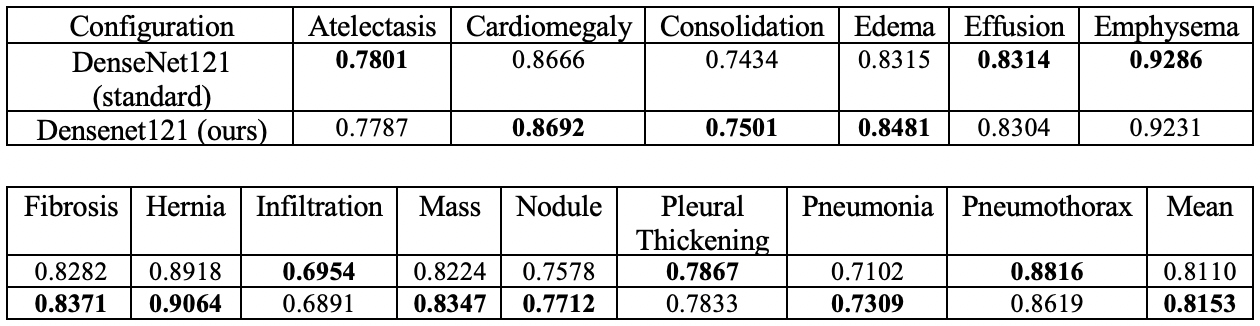 Configuration Atelectasis Cardiomegaly Consolidation Edema Effusion Emphysema
DenseNet121 0.7801 0.8666 0.7434 0.8315 0.8314 0.9286
(standard)
Densenet121 (ours) 0.7787 0.8692 0.7501 0.8481 0.8304 0.9231
Fibrosis Hernia Infiltration Mass Nodule Pleural Pneumonia Pneumothorax Mean
Thickening
0.8282 0.8918 0.6954 0.8224 0.7578 0.7867 0.7102 0.8816 0.8110
0.8371 0.9064 0.6891 0.8347 0.7712 0.7833 0.7309 0.8619 0.8153